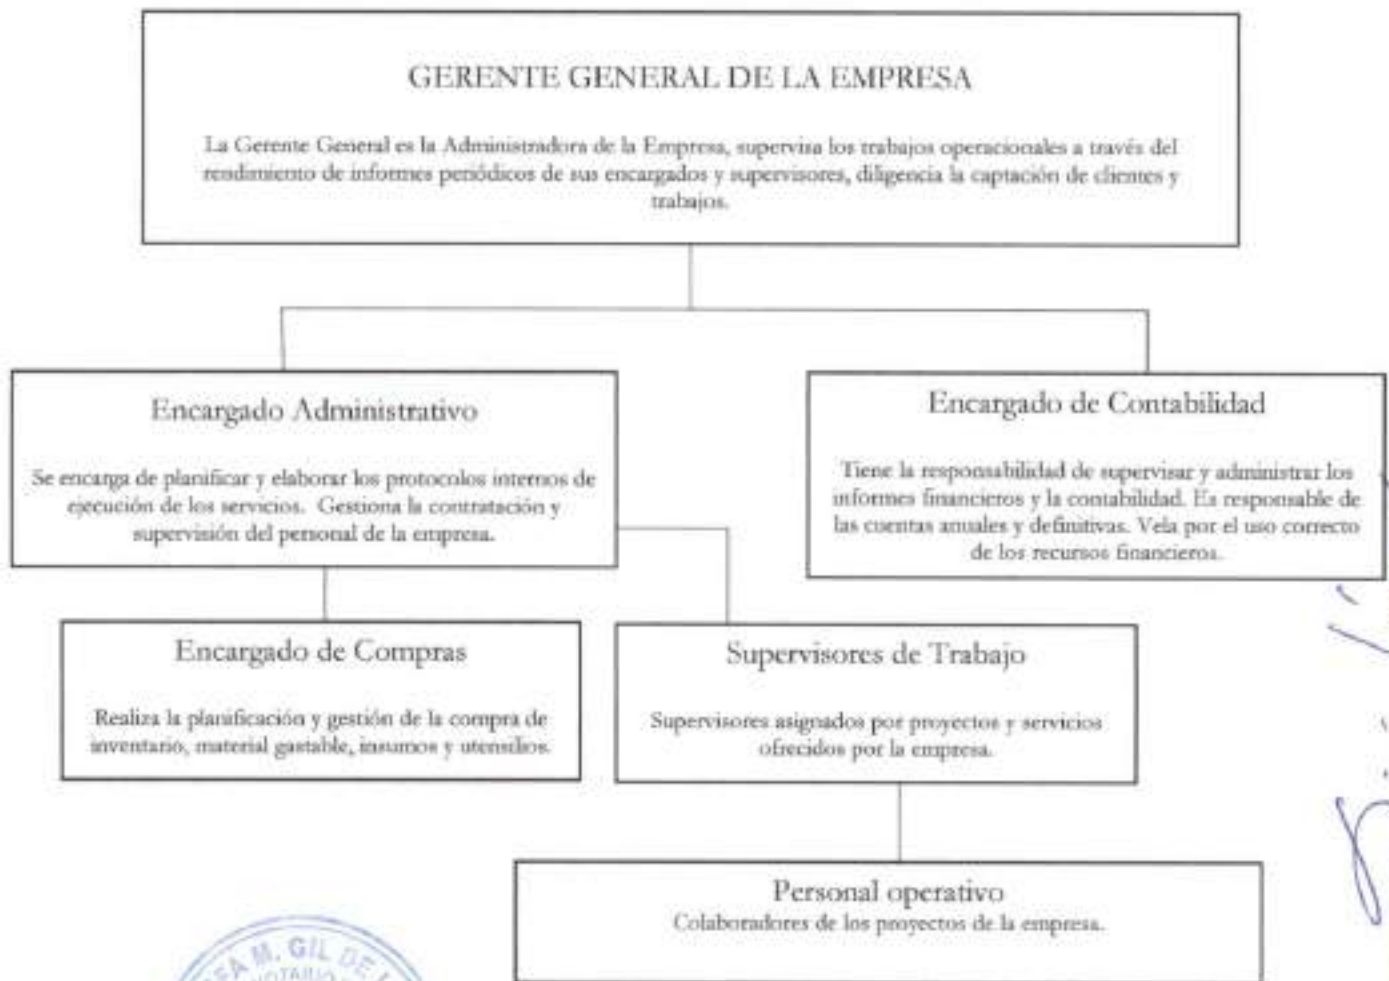 GERENTE GENERAL DE LA EMPRESA
La Gerente General es la Administradora de la Empresa, supervisa los trabajos operacionales a través del
rendimiento de informes periódicos de sus encargados y supervisores, diligencia la captación de clientes y
trabajos.
Encargado Administrativo
Se encarga de planificar y elaborar los protocolos internos de
ejecución de los servicios. Gestiona la contratación y
supervisión del personal de la empresa.
Encargado de Contabilidad
Tiene la responsabilidad de supervisar y administrar los
informes financieros y la contabilidad. Es responsable de
las cuentas anuales y definitivas. Vela por el uso correcto
de los recursos financieros.
Encargado de Compras
Realiza la planificación y gestión de la compra de
inventario, material gastable, insumos y utensilios.
Supervisores de Trabajo
Supervisores asignados por proyectos y servicios
ofrecidos por la empresa.
Personal operativo
Colaboradores de los proyectos de la empresa.
M. GIL DE